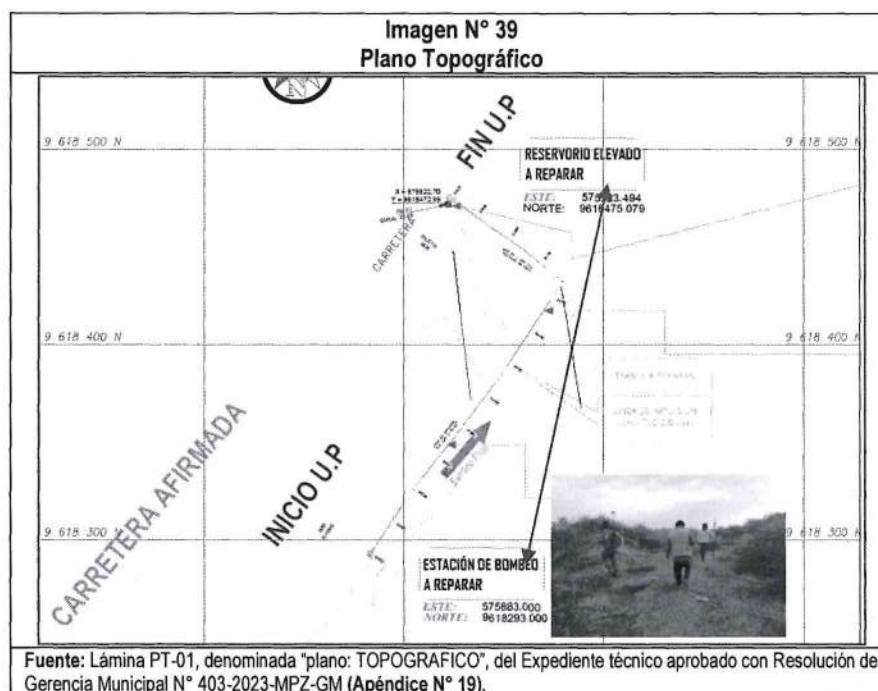 Imagen N° 39
Plano Topográfico
N
9 618 500 N
9 618 500 N
FIN U.P
RESERVORIO ELEVADO
A REPARAR
ESTE:
NORTE: 9618475.079
CARRETERA
9 618 400 N
9 618 400 N
CARRETERA AFIRMADA
INICIO U.P
9 618 300 N
9 618 300 N
ESTACIÓN DE BOMBEO
A REPARAR
ESTE: 575883.000
NORTE: 9618293.000
Fuente: Lámina PT-01, denominada "plano: TOPOGRAFICO", del Expediente técnico aprobado con Resolución de
Gerencia Municipal N° 403-2023-MPZ-GM (Apéndice N° 19).